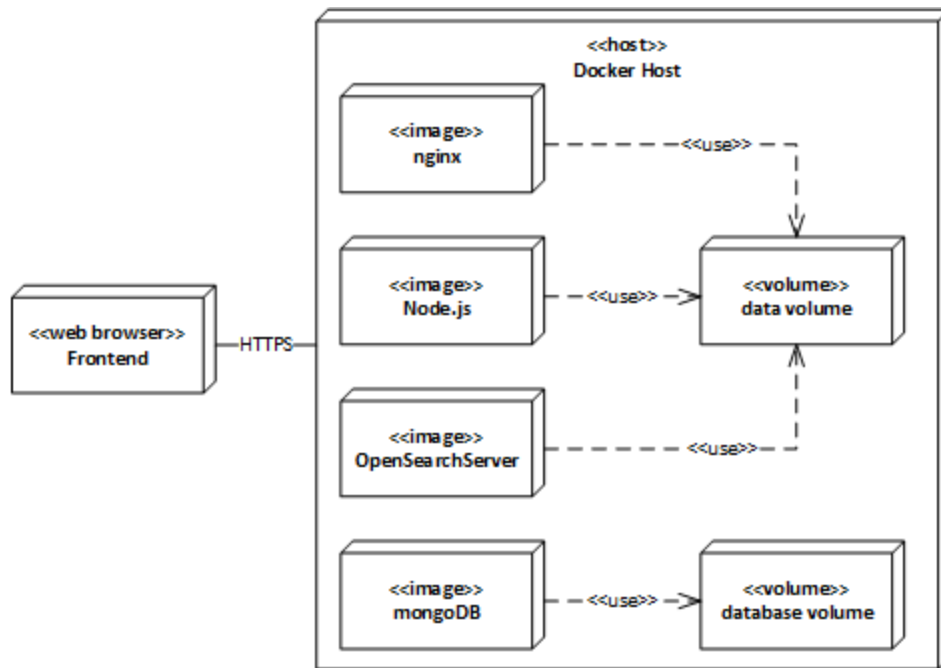 <<host>>
Docker Host
<<image>>
nginx
<<use>>
<<image>>
Node.js
<<use>>
<<volume>>
data volume
<<web browser>>
Frontend
HTTPS
<<image>>
OpenSearchServer
<<use>>
<<image>>
mongoDB
<<use>>
<<volume>>
database volume